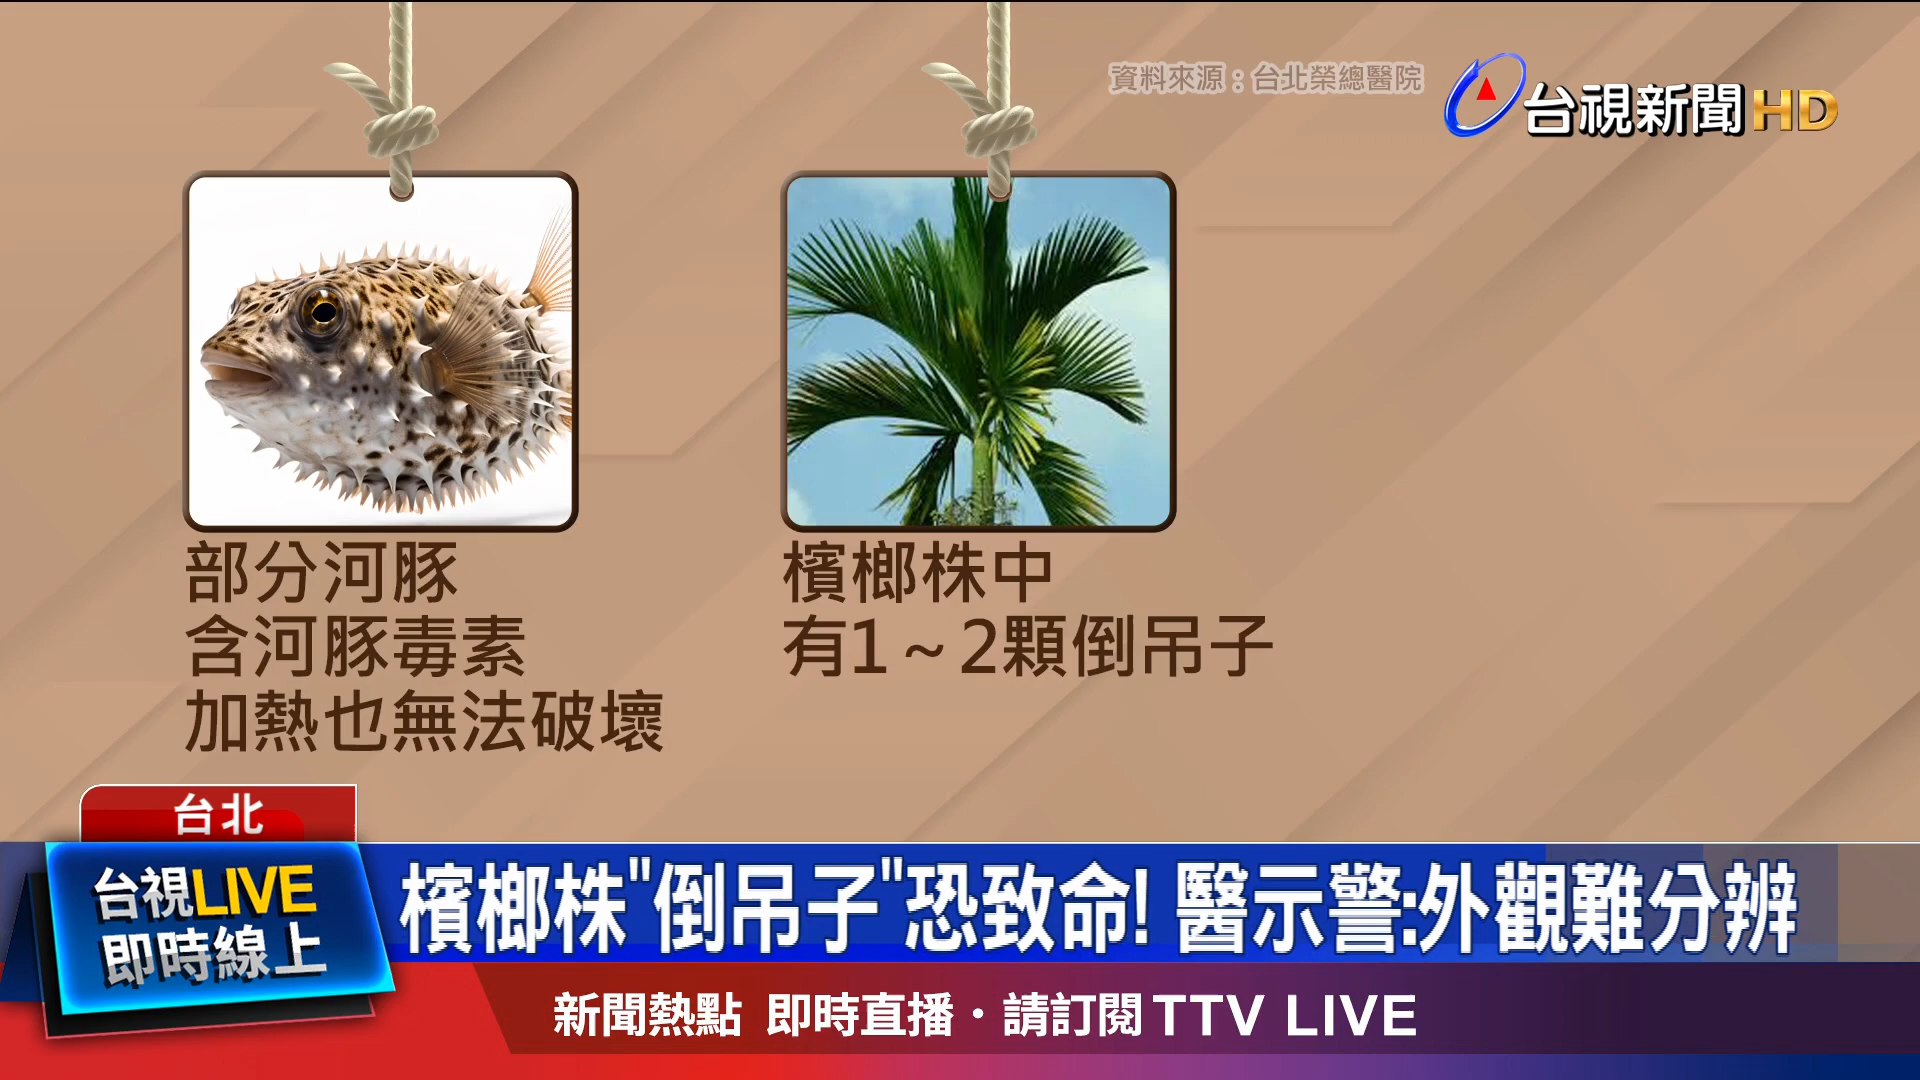 資料來源：台北榮總醫院
台視新聞HD
部分河豚
含河豚毒素
加熱也無法破壞
檳榔株中
有1～2顆倒吊子
台北
台視LIVE
即時線上
檳榔株"倒吊子"恐致命! 醫示警:外觀難分辨
新聞熱點 即時直播・請訂閱TTV LIVE